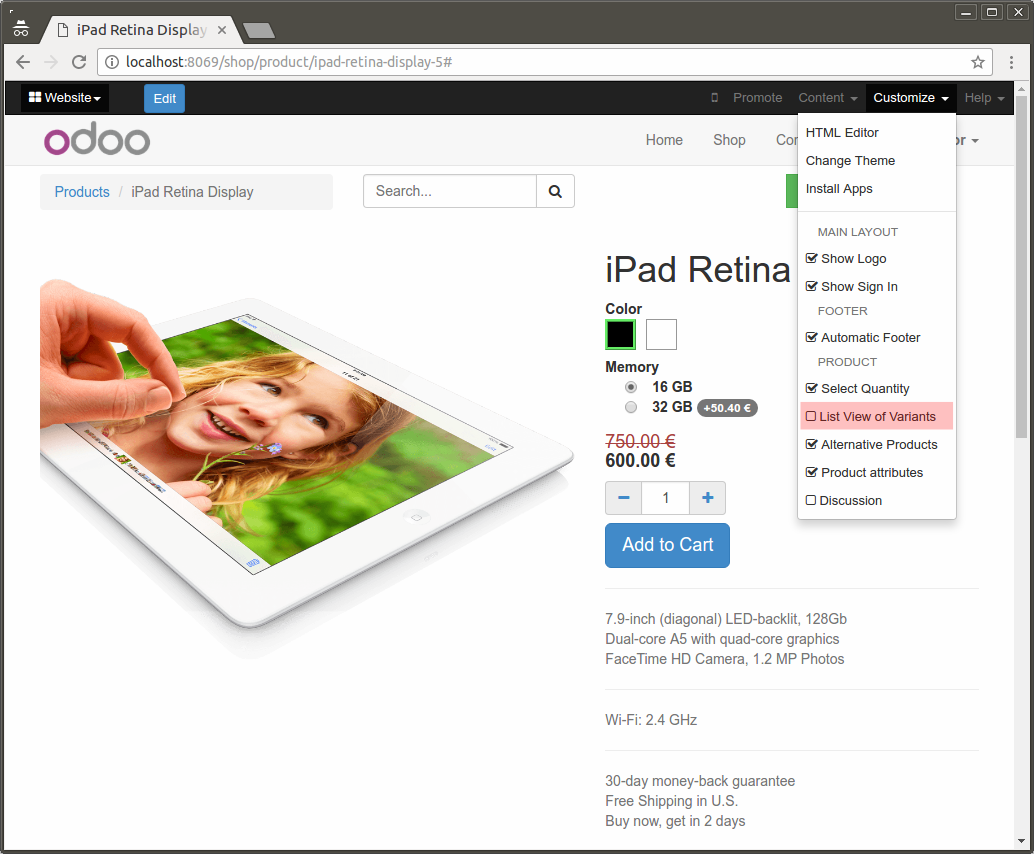 iPad Retina Display
localhost:8069/shop/product/ipad-retina-display-5#
Website Edit Promote Content Customize Help
odoo Home Shop Cor or
HTML Editor
Change Theme
Install Apps
MAIN LAYOUT
Show Logo
Show Sign In
FOOTER
Automatic Footer
PRODUCT
Select Quantity
List View of Variants
Alternative Products
Product attributes
Discussion
Products / iPad Retina Display Search...
iPad Retina
Color
Memory
16 GB
32 GB +50.40 €
750.00 €
600.00 €
− 1 +
Add to Cart
7.9-inch (diagonal) LED-backlit, 128Gb
Dual-core A5 with quad-core graphics
FaceTime HD Camera, 1.2 MP Photos
Wi-Fi: 2.4 GHz
30-day money-back guarantee
Free Shipping in U.S.
Buy now, get in 2 days